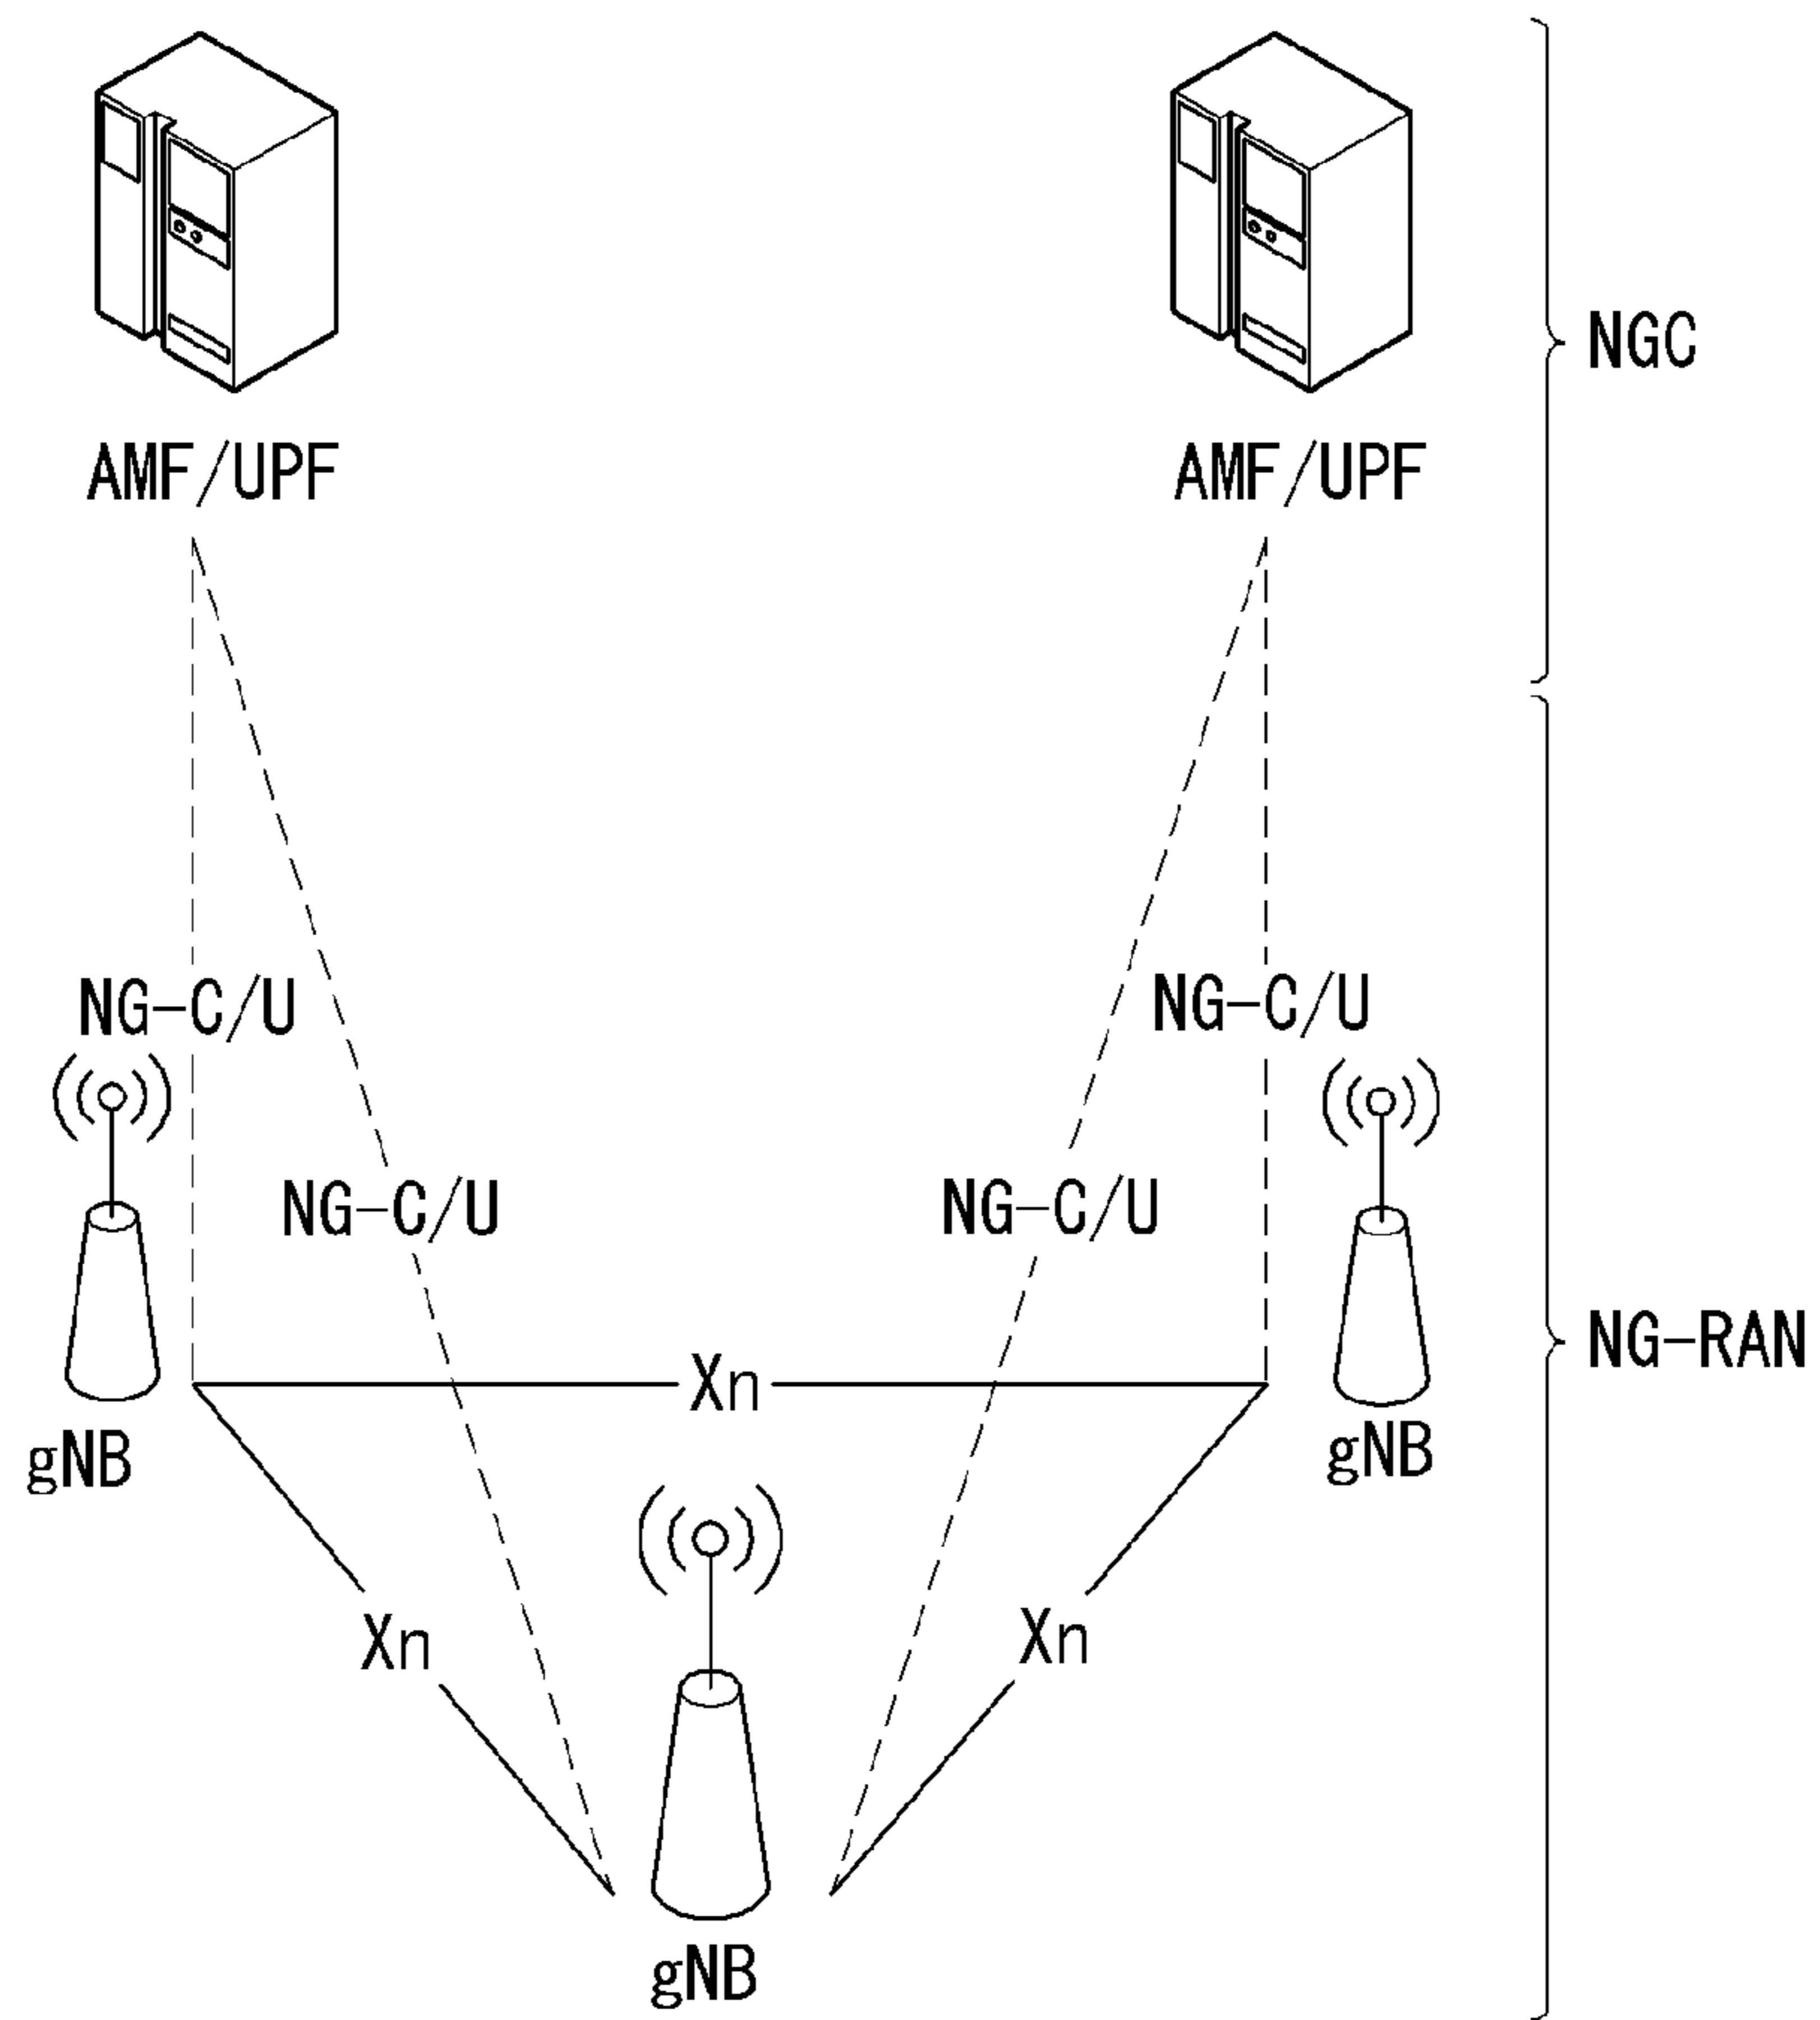 NGC
AMF/UPF
AMF/UPF
NG-C/U
NG-C/U
NG-C/U
NG-C/U
NG-RAN
Xn
gNB
gNB
Xn
Xn
gNB